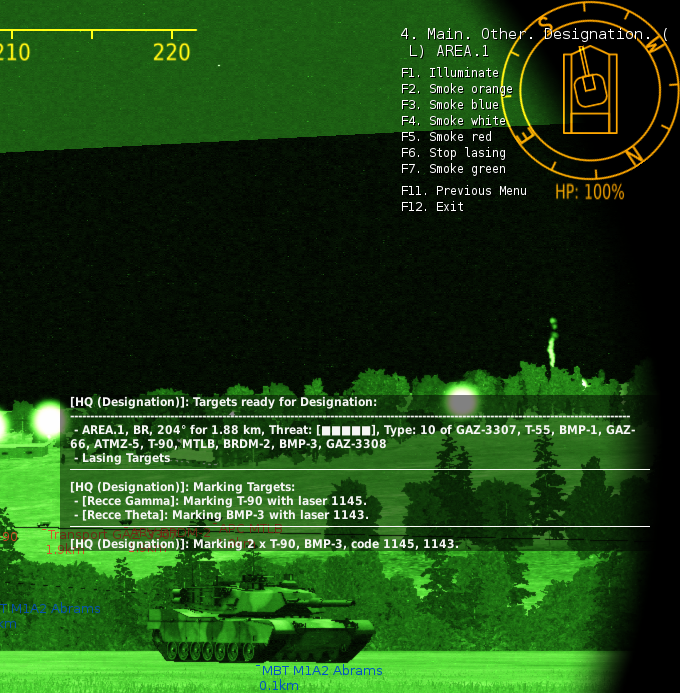 210
220
4. Main. Other. Designation. (
L) AREA.1
F1. Illuminate
F2. Smoke orange
F3. Smoke blue
F4. Smoke white
F5. Smoke red
F6. Stop lasing
F7. Smoke green
F11. Previous Menu
F12. Exit
S
W
E
N
HP: 100%
[HQ (Designation)]: Targets ready for Designation:
- AREA.1, BR, 204° for 1.88 km, Threat: [■■■■■], Type: 10 of GAZ-3307, T-55, BMP-1, GAZ-
66, ATMZ-5, T-90, MTLB, BRDM-2, BMP-3, GAZ-3308
- Lasing Targets
[HQ (Designation)]: Marking Targets:
- [Recce Gamma]: Marking T-90 with laser 1145.
- [Recce Theta]: Marking BMP-3 with laser 1143.
[HQ (Designation)]: Marking 2 x T-90, BMP-3, code 1145, 1143.
90
Transport
M1A2 Abrams
MBT M1A2 Abrams
0.1km